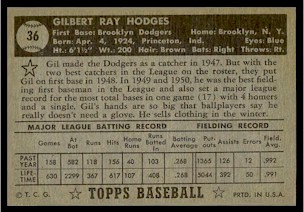 36
GILBERT RAY HODGES
First Base: Brooklyn Dodgers Home: Brooklyn, N. Y.
Born: Apr. 4, 1924, Princeton, Ind. Eyes: Blue
Ht. 6'1½" Wt: 200 Hair: Brown Bats: Right Throws: Rt.
Gil made the Dodgers as a catcher in 1947. But with the
two best catchers in the League on the roster, they put
Gil on first base in 1948. In 1949 and 1950, he was the best
fielding first baseman in the League and also set a major league
record for the most total bases in one game (17) with 4 homers
and a single. Gil's hands are so big that ballplayers say he
really doesn't need a glove. He sells clothing in the winter.
MAJOR LEAGUE BATTING RECORD FIELDING RECORD
Games At Bat Runs Hits Home Runs Runs Batted In Batting Average Put-outs Assists Errors Field. Avg.
PAST YEAR 158 582 118 156 40 103 .268 1365 126 12 .992
LIFE-TIME 630 2299 367 617 107 408 .268 5044 392 50 .991
© T. C. G. TOPPS BASEBALL PRTD. IN U.S.A.